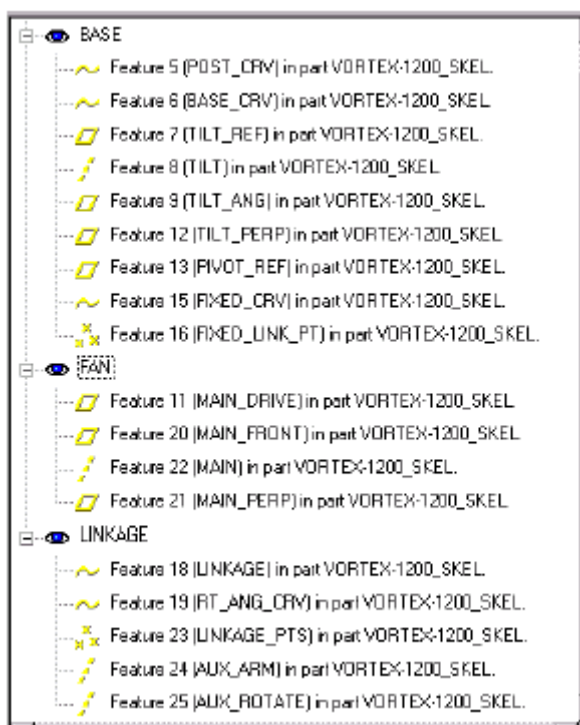 BASE
Feature 5 (POST_CRV) in part VORTEX-1200_SKEL.
Feature 6 (BASE_CRV) in part VORTEX-1200_SKEL.
Feature 7 (TILT_REF) in part VORTEX-1200_SKEL.
Feature 8 (TILT) in part VORTEX-1200_SKEL.
Feature 9 (TILT_ANG) in part VORTEX-1200_SKEL.
Feature 12 (TILT_PERP) in part VORTEX-1200_SKEL.
Feature 13 (PIVOT_REF) in part VORTEX-1200_SKEL.
Feature 15 (FIXED_CRV) in part VORTEX-1200_SKEL.
Feature 16 (FIXED_LINK_PT) in part VORTEX-1200_SKEL.
FAN
Feature 11 (MAIN_DRIVE) in part VORTEX-1200_SKEL.
Feature 20 (MAIN_FRONT) in part VORTEX-1200_SKEL.
Feature 22 (MAIN) in part VORTEX-1200_SKEL.
Feature 21 (MAIN_PERP) in part VORTEX-1200_SKEL.
LINKAGE
Feature 18 (LINKAGE) in part VORTEX-1200_SKEL.
Feature 19 (RT_ANG_CRV) in part VORTEX-1200_SKEL.
Feature 23 (LINKAGE_PTS) in part VORTEX-1200_SKEL.
Feature 24 (AUX_ARM) in part VORTEX-1200_SKEL.
Feature 25 (AUX_ROTATE) in part VORTEX-1200_SKEL.